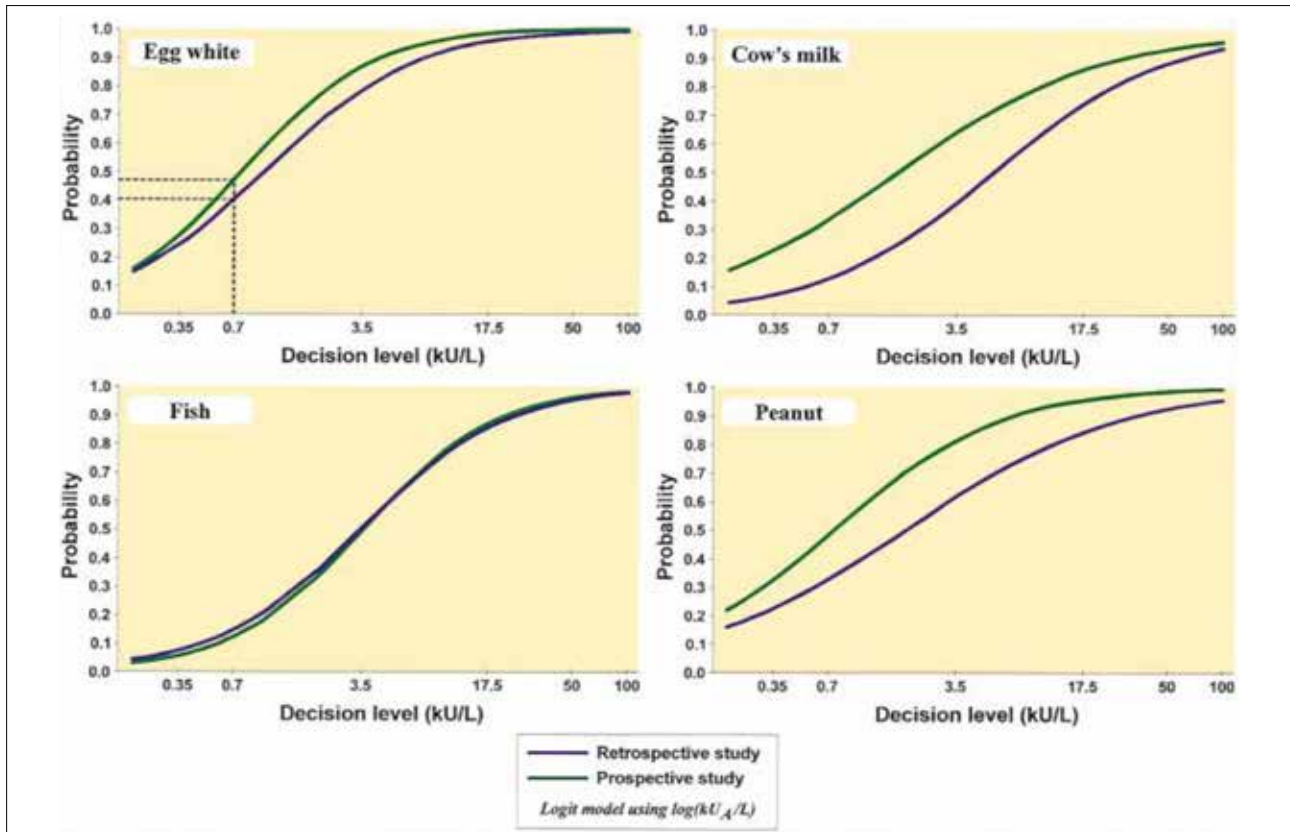 Egg white
Probability
1.0
0.9
0.8
0.7
0.6
0.5
0.4
0.3
0.2
0.1
0.0
0.35 0.7 3.5 17.5 50 100
Decision level (kU/L)
Cow's milk
Probability
1.0
0.9
0.8
0.7
0.6
0.5
0.4
0.3
0.2
0.1
0.0
0.35 0.7 3.5 17.5 50 100
Decision level (kU/L)
Fish
Probability
1.0
0.9
0.8
0.7
0.6
0.5
0.4
0.3
0.2
0.1
0.0
0.35 0.7 3.5 17.5 50 100
Decision level (kU/L)
Peanut
Probability
1.0
0.9
0.8
0.7
0.6
0.5
0.4
0.3
0.2
0.1
0.0
0.35 0.7 3.5 17.5 50 100
Decision level (kU/L)
Retrospective study
Prospective study
Logit model using log(kU_A/L)